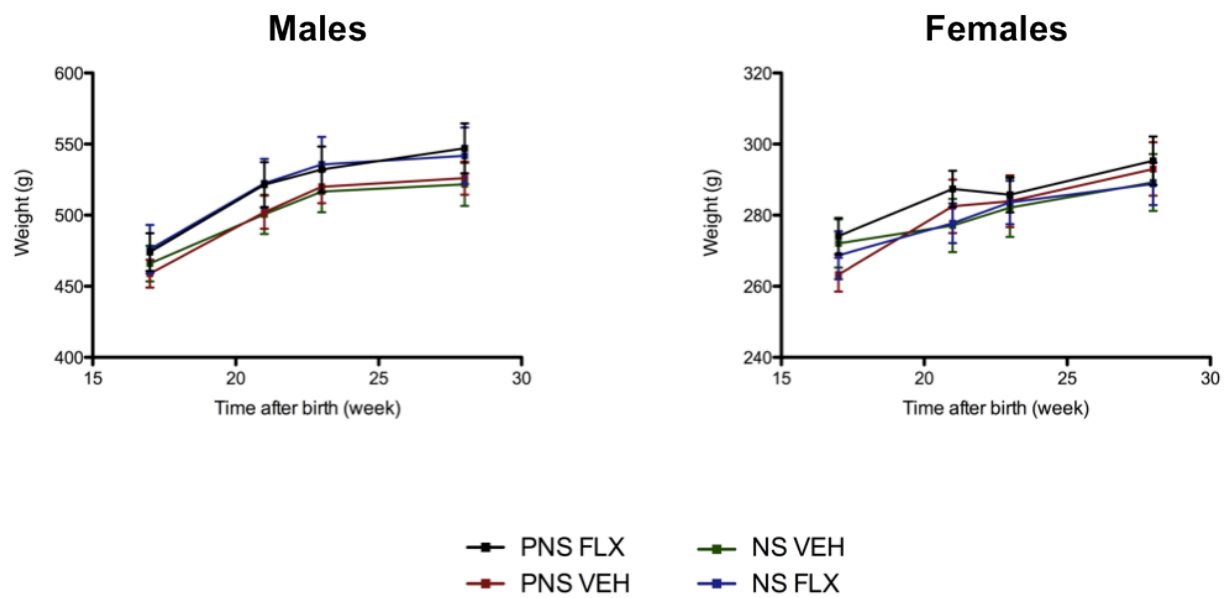 Males
Females
600
550
500
450
400
15
20
25
30
Weight (g)
Time after birth (week)
320
300
280
260
240
15
20
25
30
Weight (g)
Time after birth (week)
PNS FLX
NS VEH
PNS VEH
NS FLX